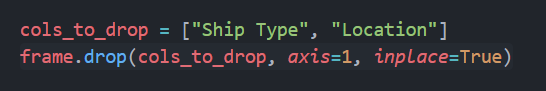 cols_to_drop = ["Ship Type", "Location"]
frame.drop(cols_to_drop, axis=1, inplace=True)